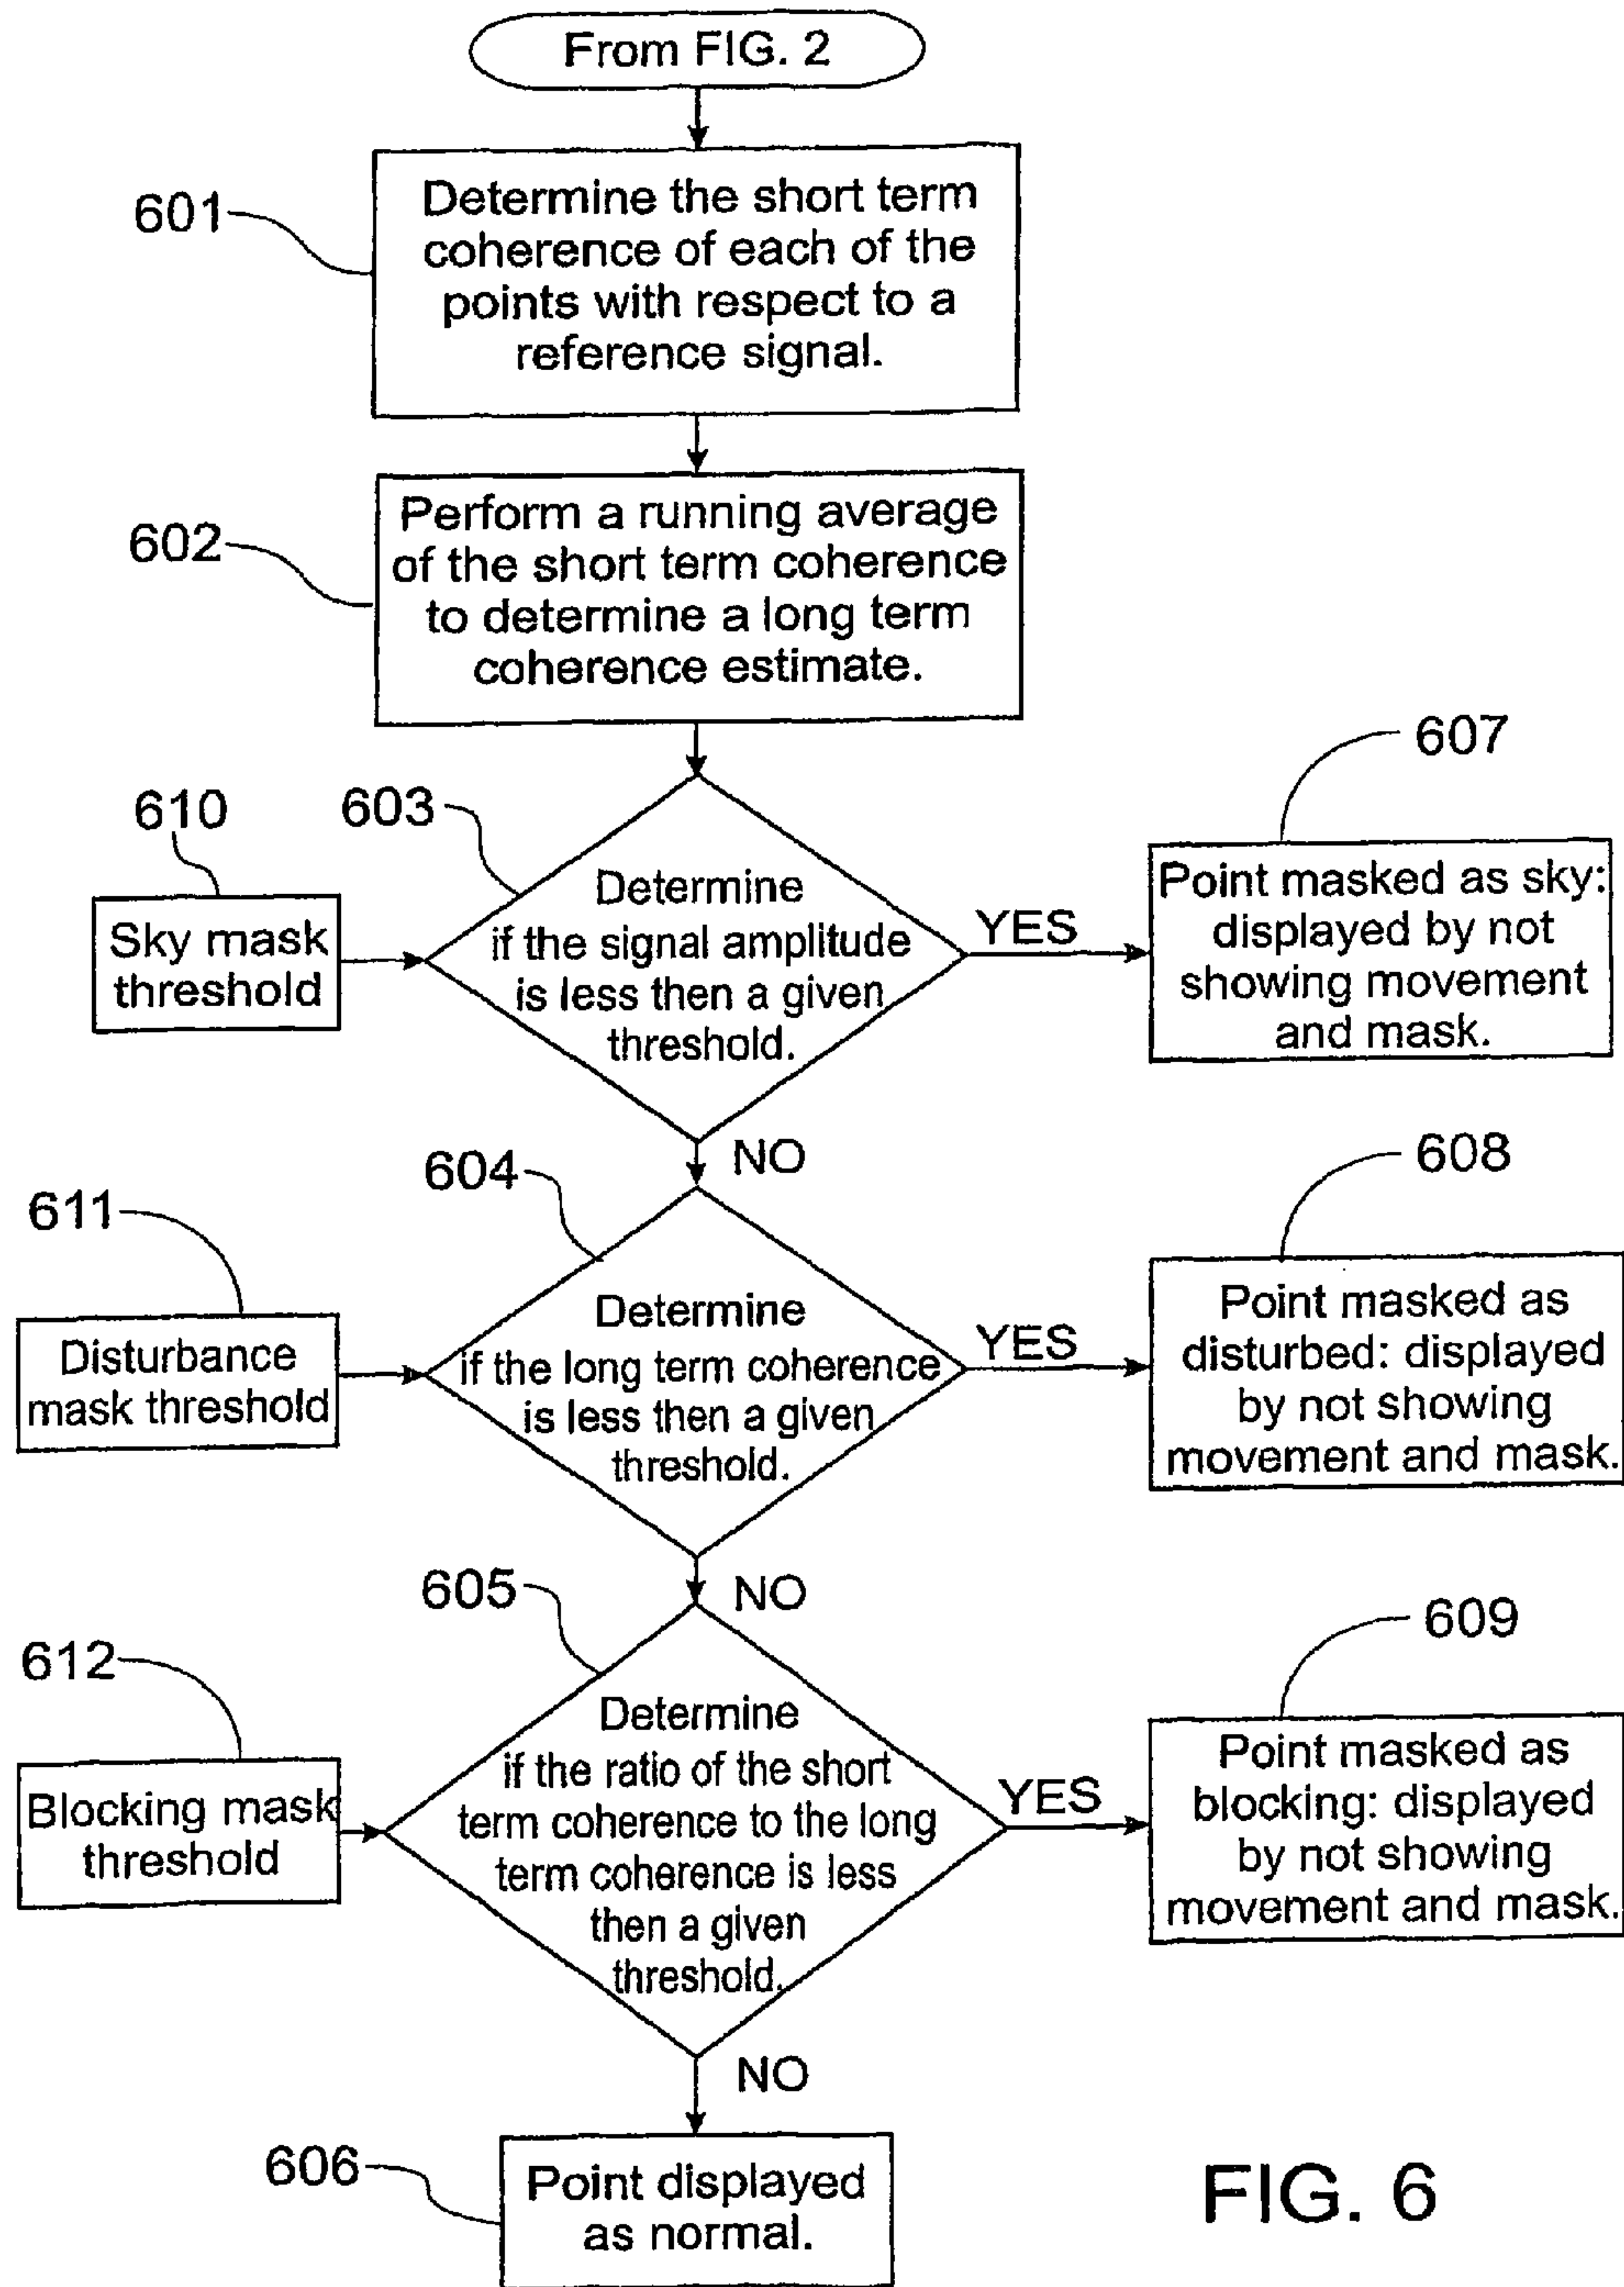 From FIG. 2
601
Determine the short term
coherence of each of the
points with respect to a
reference signal.
602
Perform a running average
of the short term coherence
to determine a long term
coherence estimate.
607
610
603
Sky mask
threshold
Determine
if the signal amplitude
is less then a given
threshold.
YES
Point masked as sky:
displayed by not
showing movement
and mask.
NO
604
608
611
Disturbance
mask threshold
Determine
if the long term coherence
is less then a given
threshold.
YES
Point masked as
disturbed: displayed
by not showing
movement and mask.
NO
605
609
612
Blocking mask
threshold
Determine
if the ratio of the short
term coherence to the long
term coherence is less
then a given
threshold.
YES
Point masked as
blocking: displayed
by not showing
movement and mask.
NO
606
Point displayed
as normal.
FIG. 6